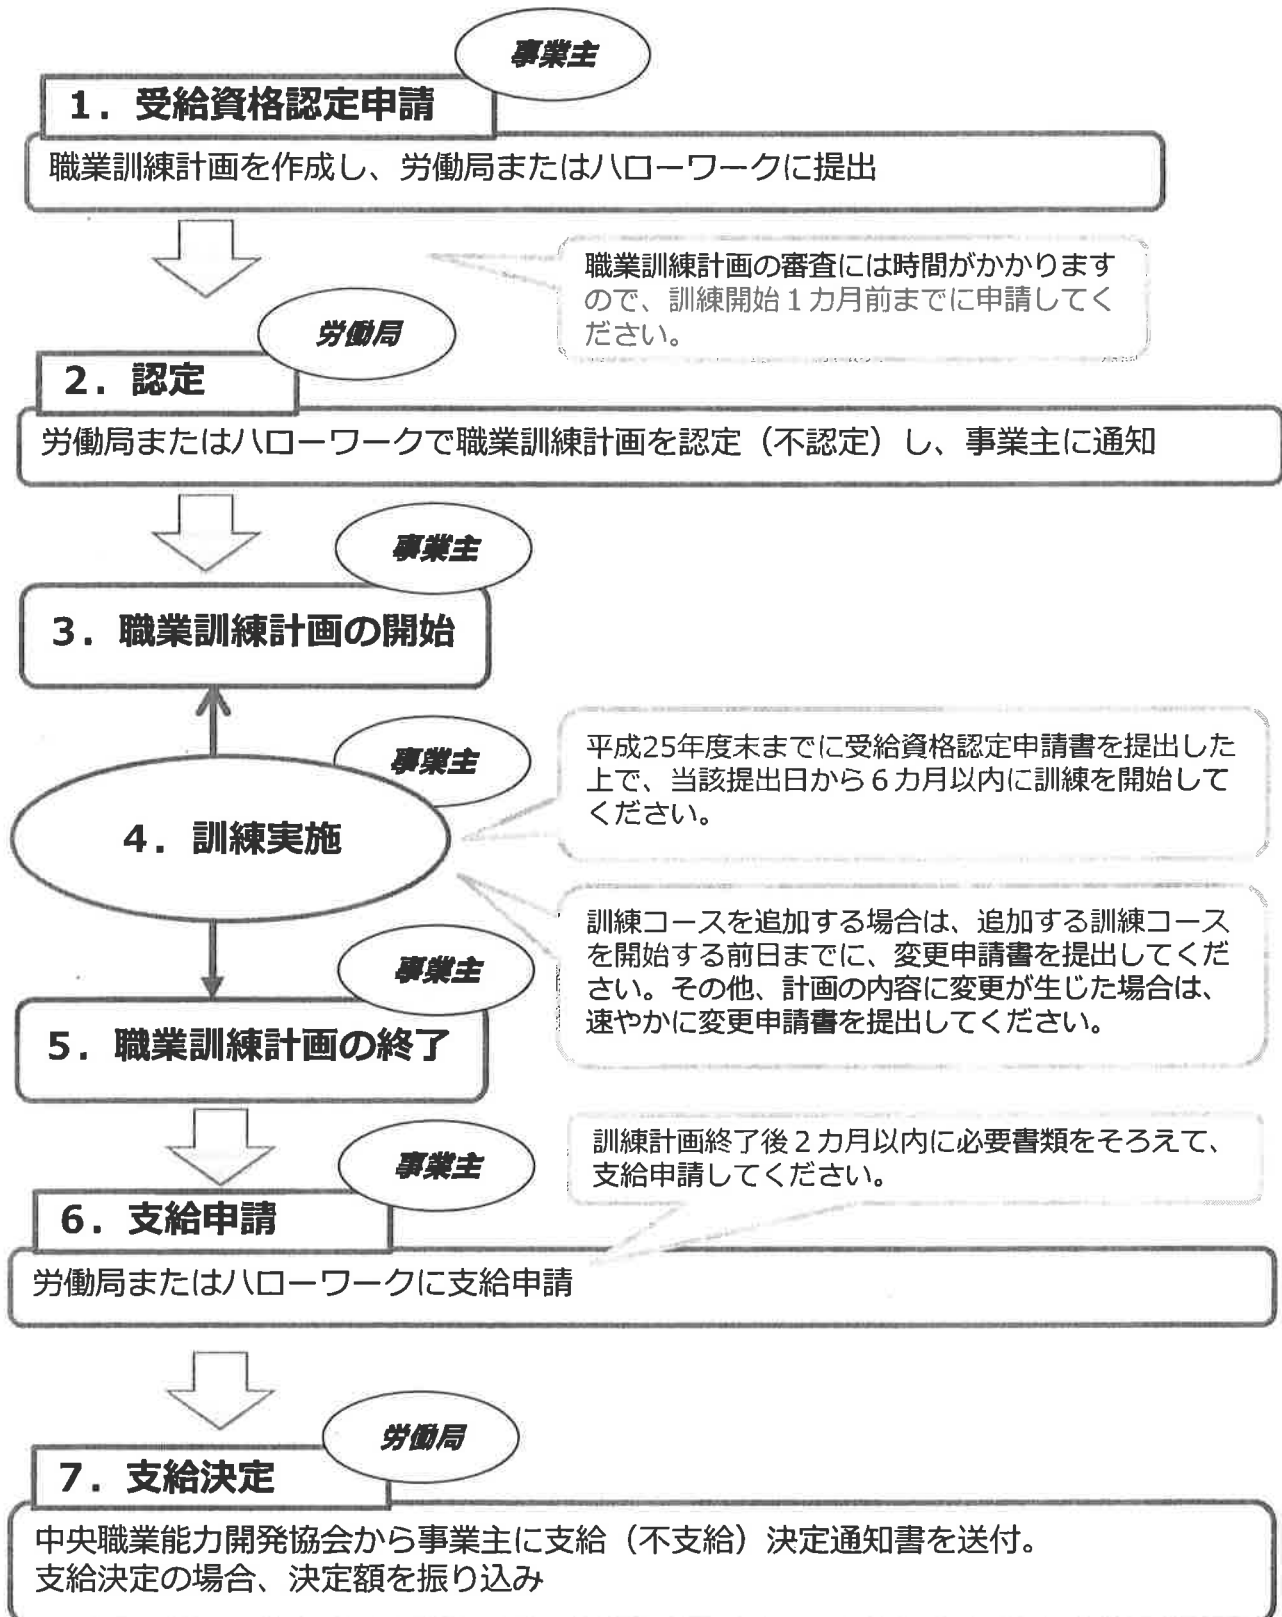 事業主
1．受給資格認定申請
職業訓練計画を作成し、労働局またはハローワークに提出
職業訓練計画の審査には時間がかかります
ので、訓練開始１カ月前までに申請してく
ださい。
労働局
2．認定
労働局またはハローワークで職業訓練計画を認定（不認定）し、事業主に通知
事業主
3．職業訓練計画の開始
事業主
4．訓練実施
平成25年度末までに受給資格認定申請書を提出した
上で、当該提出日から６カ月以内に訓練を開始して
ください。
訓練コースを追加する場合は、追加する訓練コース
を開始する前日までに、変更申請書を提出してくだ
さい。その他、計画の内容に変更が生じた場合は、
速やかに変更申請書を提出してください。
事業主
5．職業訓練計画の終了
訓練計画終了後２カ月以内に必要書類をそろえて、
支給申請してください。
事業主
6．支給申請
労働局またはハローワークに支給申請
労働局
7．支給決定
中央職業能力開発協会から事業主に支給（不支給）決定通知書を送付。
支給決定の場合、決定額を振り込み